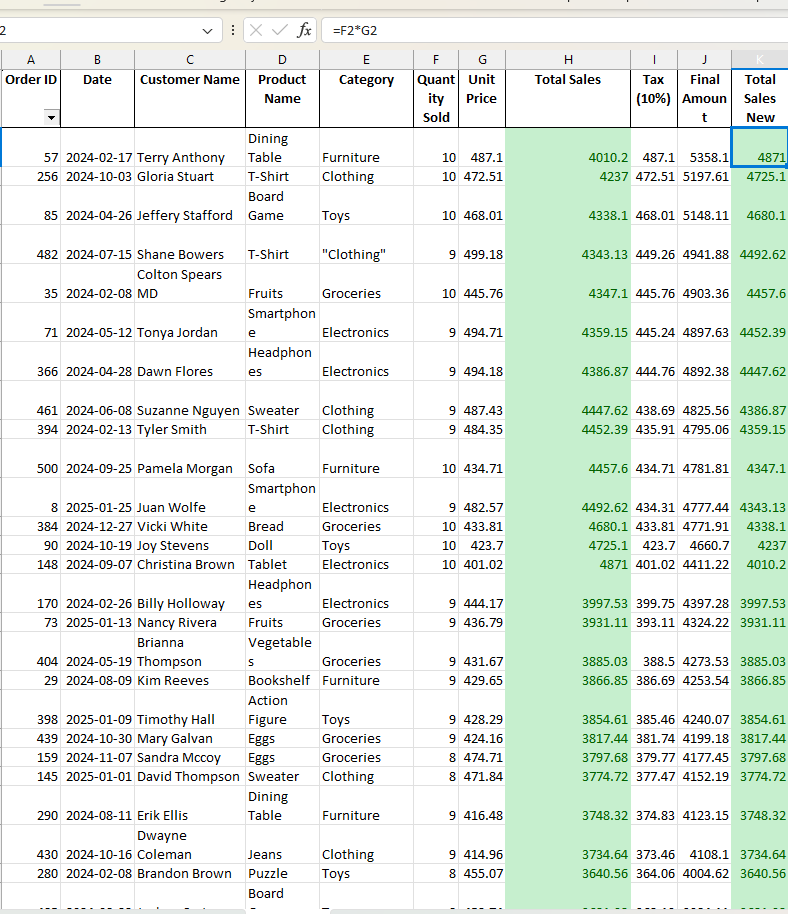 2 =F2*G2
A B C D E F G H I J K
Order ID Date Customer Name Product Name Category Quantity Sold Unit Price Total Sales Tax (10%) Final Amount Total Sales New
57 2024-02-17 Terry Anthony Dining Table Furniture 10 487.1 4010.2 487.1 5358.1 4871
256 2024-10-03 Gloria Stuart T-Shirt Clothing 10 472.51 4237 472.51 5197.61 4725.1
85 2024-04-26 Jeffery Stafford Board Game Toys 10 468.01 4338.1 468.01 5148.11 4680.1
482 2024-07-15 Shane Bowers T-Shirt "Clothing" 9 499.18 4343.13 449.26 4941.88 4492.62
35 2024-02-08 Colton Spears MD Fruits Groceries 10 445.76 4347.1 445.76 4903.36 4457.6
71 2024-05-12 Tonya Jordan Smartphone Electronics 9 494.71 4359.15 445.24 4897.63 4452.39
366 2024-04-28 Dawn Flores Headphones Electronics 9 494.18 4386.87 444.76 4892.38 4447.62
461 2024-06-08 Suzanne Nguyen Sweater Clothing 9 487.43 4447.62 438.69 4825.56 4386.87
394 2024-02-13 Tyler Smith T-Shirt Clothing 9 484.35 4452.39 435.91 4795.06 4359.15
500 2024-09-25 Pamela Morgan Sofa Furniture 10 434.71 4457.6 434.71 4781.81 4347.1
8 2025-01-25 Juan Wolfe Smartphone Electronics 9 482.57 4492.62 434.31 4777.44 4343.13
384 2024-12-27 Vicki White Bread Groceries 10 433.81 4680.1 433.81 4771.91 4338.1
90 2024-10-19 Joy Stevens Doll Toys 10 423.7 4725.1 423.7 4660.7 4237
148 2024-09-07 Christina Brown Tablet Electronics 10 401.02 4871 401.02 4411.22 4010.2
170 2024-02-26 Billy Holloway Headphones Electronics 9 444.17 3997.53 399.75 4397.28 3997.53
73 2025-01-13 Nancy Rivera Fruits Groceries 9 436.79 3931.11 393.11 4324.22 3931.11
404 2024-05-19 Brianna Thompson Vegetables Groceries 9 431.67 3885.03 388.5 4273.53 3885.03
29 2024-08-09 Kim Reeves Bookshelf Furniture 9 429.65 3866.85 386.69 4253.54 3866.85
398 2025-01-09 Timothy Hall Action Figure Toys 9 428.29 3854.61 385.46 4240.07 3854.61
439 2024-10-30 Mary Galvan Eggs Groceries 9 424.16 3817.44 381.74 4199.18 3817.44
159 2024-11-07 Sandra Mccoy Eggs Groceries 8 474.71 3797.68 379.77 4177.45 3797.68
145 2025-01-01 David Thompson Sweater Clothing 8 471.84 3774.72 377.47 4152.19 3774.72
290 2024-08-11 Erik Ellis Dining Table Furniture 9 416.48 3748.32 374.83 4123.15 3748.32
430 2024-10-16 Dwayne Coleman Jeans Clothing 9 414.96 3734.64 373.46 4108.1 3734.64
280 2024-02-08 Brandon Brown Puzzle Toys 8 455.07 3640.56 364.06 4004.62 3640.56
Board